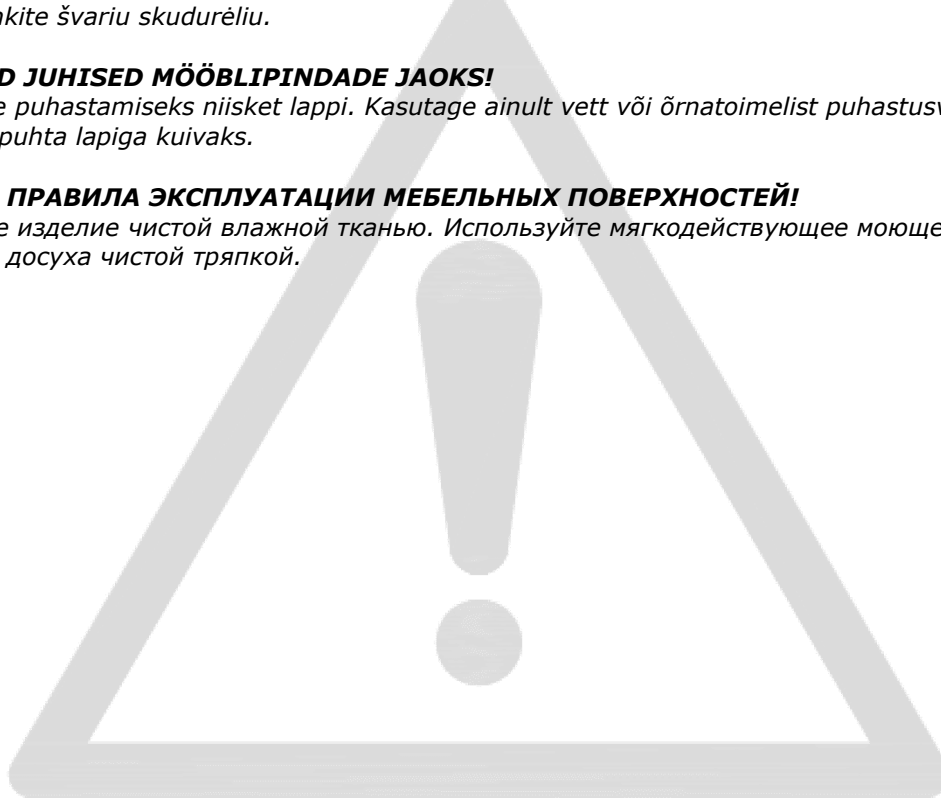 kite švariu skudurėliu.
D JUHISED MÖÖBLIPINDADE JAOKS!
e puhastamiseks niisket lappi. Kasutage ainult vett või õrnatoimelist puhastusv
puhta lapiga kuivaks.
ПРАВИЛА ЭКСПЛУАТАЦИИ МЕБЕЛЬНЫХ ПОВЕРХНОСТЕЙ!
е изделие чистой влажной тканью. Используйте мягкодействующее моюще
досуха чистой тряпкой.